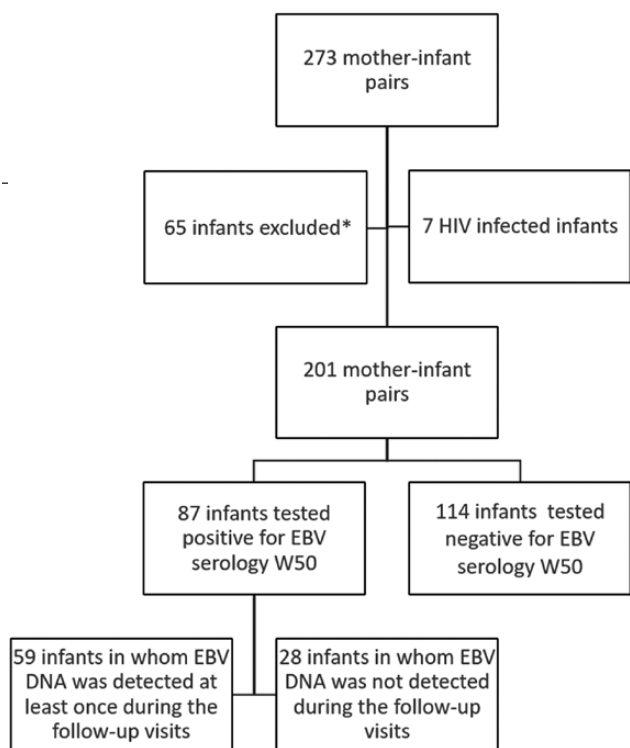 273 mother-infant
pairs
65 infants excluded*
7 HIV infected infants
201 mother-infant
pairs
87 infants tested
positive for EBV
serology W50
114 infants tested
negative for EBV
serology W50
59 infants in whom EBV
DNA was detected at
least once during the
follow-up visits
28 infants in whom EBV
DNA was not detected
during the follow-up
visits